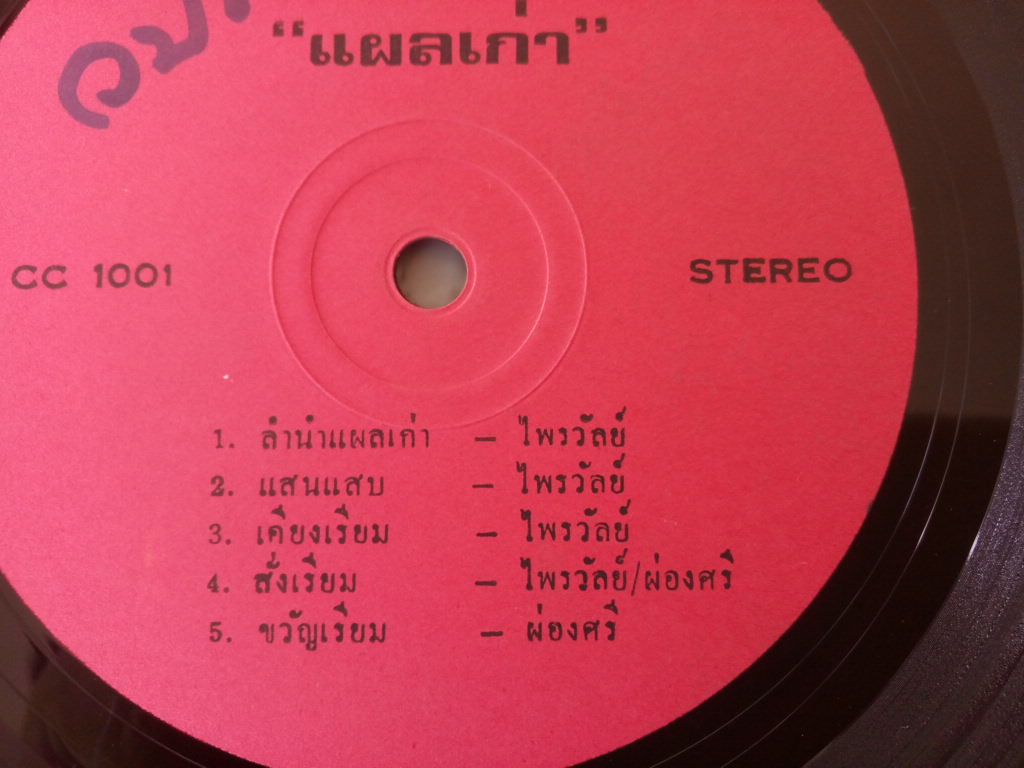 “แผลเก่า”
CC 1001
STEREO
1. ลำนำแผลเก่า – ไพรวัลย์
2. แสนแสบ – ไพรวัลย์
3. เคียงเรียม – ไพรวัลย์
4. สั่งเรียม – ไพรวัลย์/ผ่องศรี
5. ขวัญเรียม – ผ่องศรี